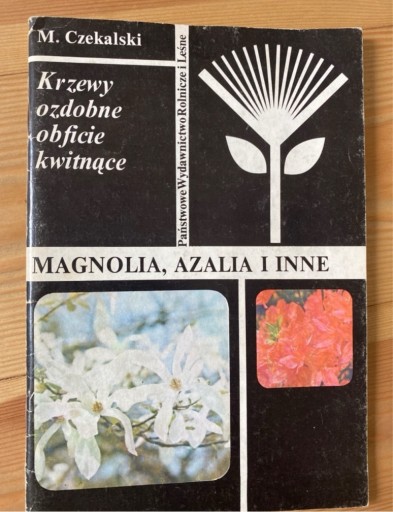 M. Czekalski
Krzewy
ozdobne
obficie
kwitnące
Państwowe Wydawnictwo Rolnicze i Leśne
MAGNOLIA, AZALIA I INNE